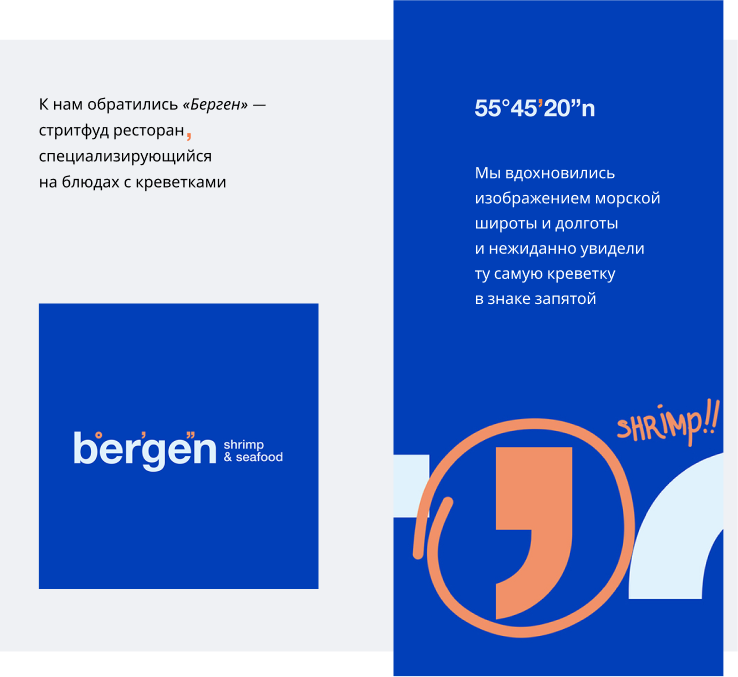 К нам обратились «Берген» —
стритфуд ресторан,
специализирующийся
на блюдах с креветками
bergen
shrimp
& seafood
55°45’20”n
Мы вдохновились
изображением морской
широты и долготы
и нежиданно увидели
ту самую креветку
в знаке запятой
SHRiMP!!